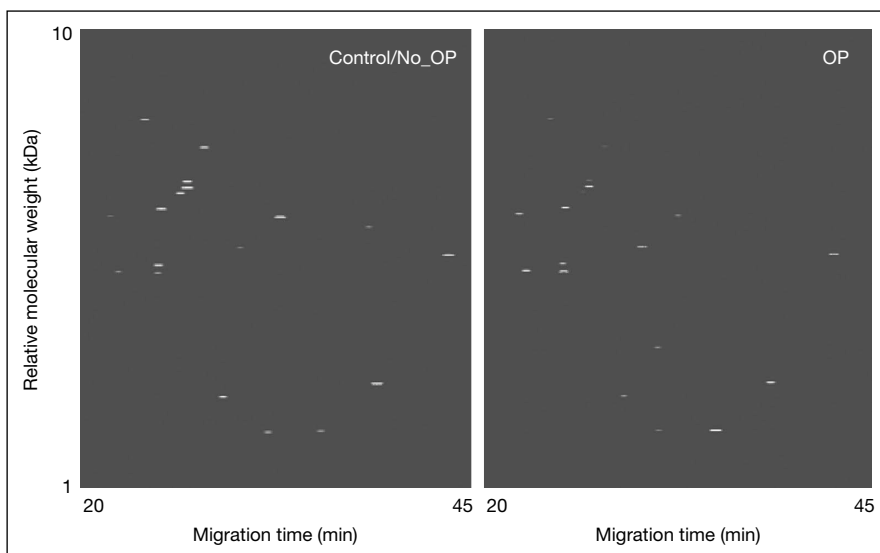 10
Control/No_OP
OP
Relative molecular weight (kDa)
1
20
45
20
45
Migration time (min)
Migration time (min)